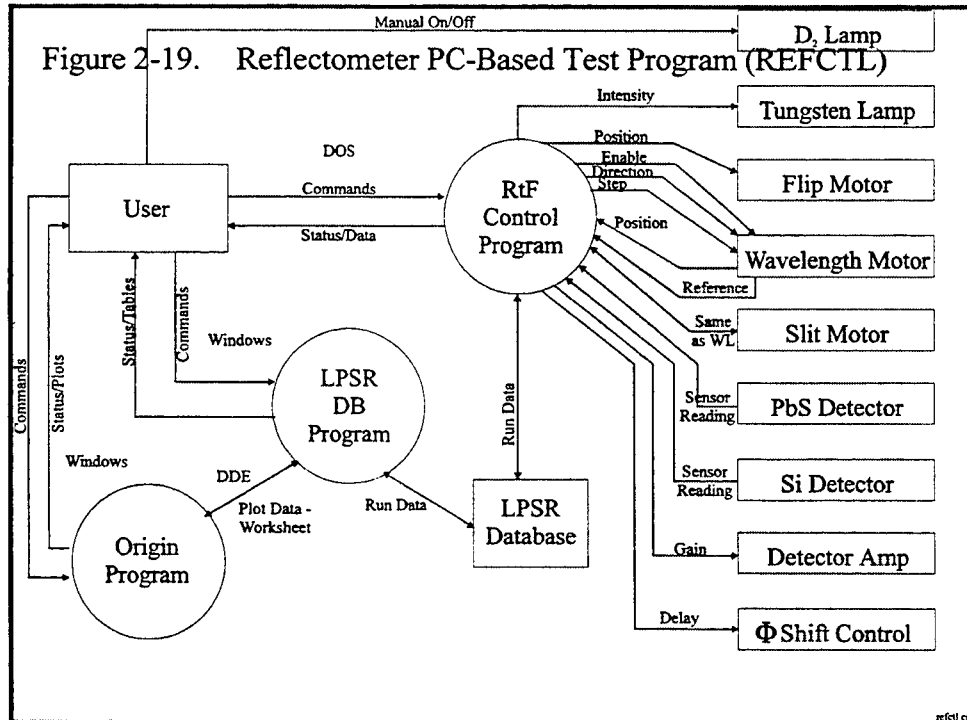 Manual On/Off
D₂ Lamp
Figure 2-19. Reflectometer PC-Based Test Program (REFCTL)
Intensity
Tungsten Lamp
DOS
Position
Enable
Direction
Step
Flip Motor
User
Commands
Status/Data
RtF
Control
Program
Position
Wavelength Motor
Reference
Commands
Status/Plots
Status/Tables
Commands
Windows
Same
as WL
Slit Motor
LPSR
DB
Program
Run Data
Sensor
Reading
PbS Detector
Windows
DDE
Plot Data -
Worksheet
Run Data
LPSR
Database
Sensor
Reading
Si Detector
Origin
Program
Gain
Detector Amp
Delay
Φ Shift Control